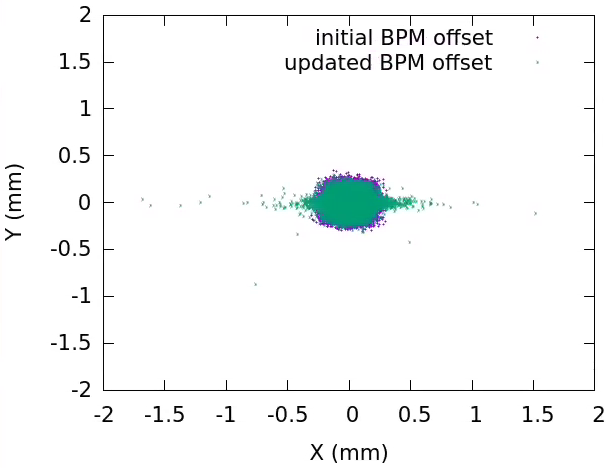 2
initial BPM offset
1.5
updated BPM offset
1
0.5
0
Y (mm)
-0.5
-1
-1.5
-2
-2 -1.5 -1 -0.5 0 0.5 1 1.5 2
X (mm)